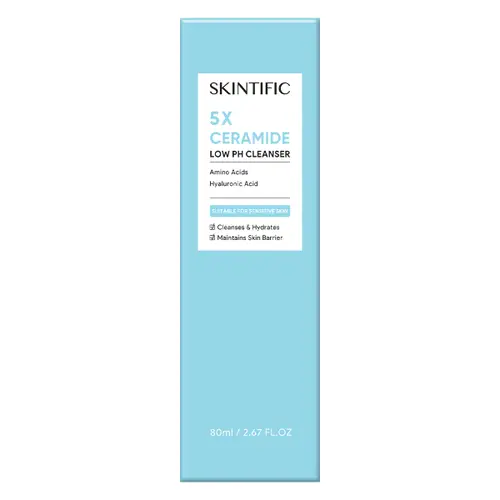 SKINTIFIC
5X
CERAMIDE
LOW PH CLEANSER
Amino Acids
Hyaluronic Acid
SUITABLE FOR SENSITIVE SKIN
Cleanses & Hydrates
Maintains Skin Barrier
80ml / 2.67 FL.OZ